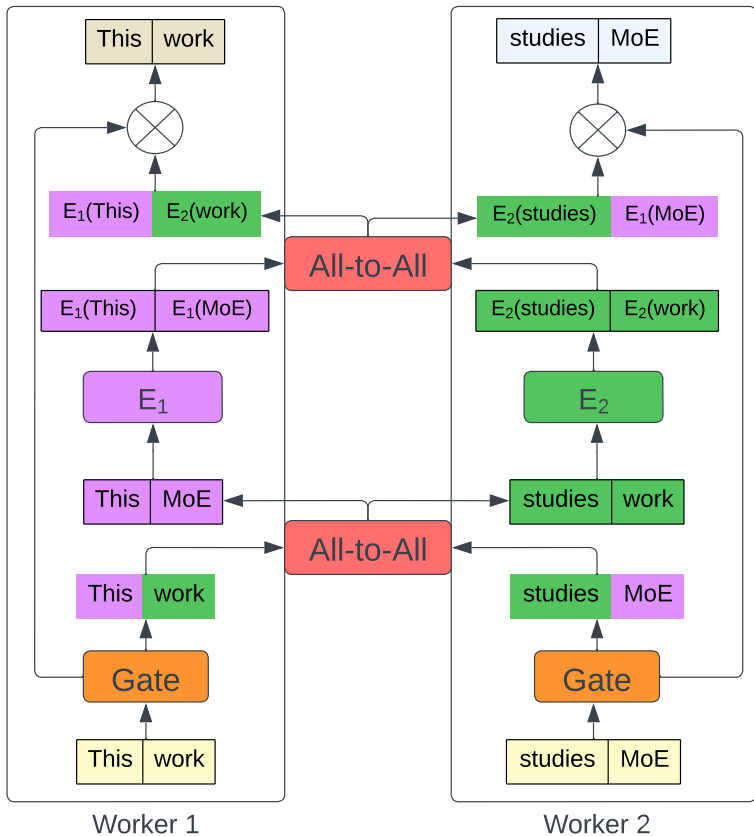 This work
studies MoE
E₁(This) E₂(work)
E₂(studies) E₁(MoE)
All-to-All
E₁(This) E₁(MoE)
E₂(studies) E₂(work)
E₁
E₂
This MoE
studies work
All-to-All
This work
studies MoE
Gate
Gate
This work
studies MoE
Worker 1
Worker 2